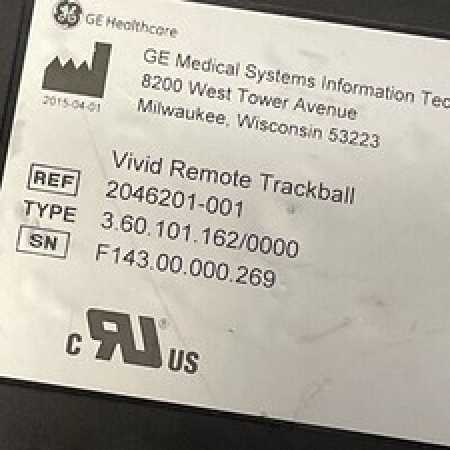 GE Healthcare
GE Medical Systems Information Tec
8200 West Tower Avenue
Milwaukee, Wisconsin 53223
2015-04-01
Vivid Remote Trackball
REF 2046201-001
TYPE 3.60.101.162/0000
SN F143.00.000.269
c RU® US